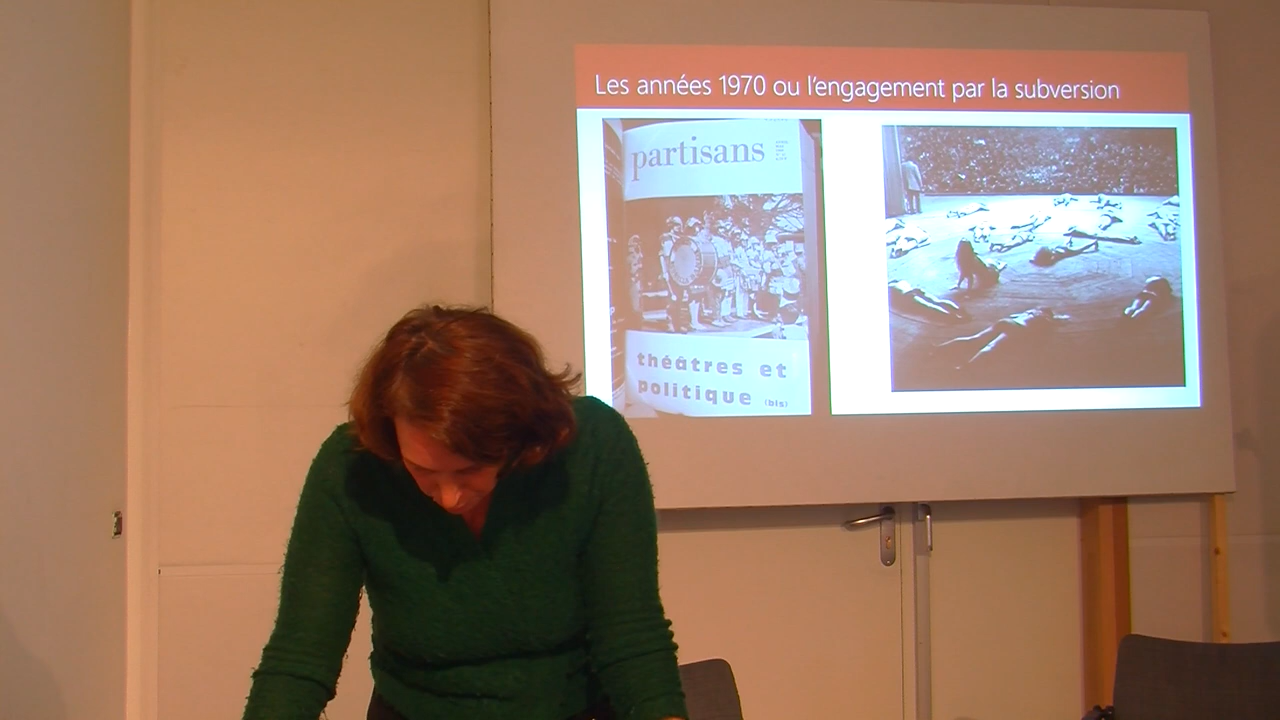 Les années 1970 ou l'engagement par la subversion
partisans
théâtres et
politique (bis)